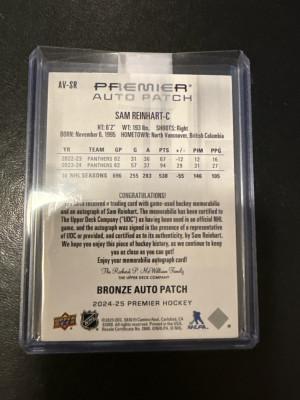 AV-SR
PREMIER
AUTO PATCH
SAM REINHART-C
HT: 6'2" WT: 193 lbs. SHOOTS: Right
BORN: November 6, 1995 HOMETOWN: North Vancouver, British Columbia
YR TEAM GP G A PTS +/- PIM PPG
2022-23 PANTHERS 82 31 36 67 -12 12 16
2023-24 PANTHERS 82 57 37 94 29 31 27
10 NHL SEASONS 696 255 283 538 -55 146 105
CONGRATULATIONS!
You have received a trading card with game-used hockey memorabilia
and an autograph of Sam Reinhart. The memorabilia has been certified to
The Upper Deck Company ("UDC") as having been used in an official NHL
game, and the autograph was signed in the presence of a representative
of UDC or provided, and certified as to its authenticity, by Sam Reinhart.
We hope you enjoy this piece of hockey history, as we continue to keep
you as close as you can get!
Enjoy your memorabilia autograph card!
The Richard P. McWilliam Family
THE UPPER DECK COMPANY
BRONZE AUTO PATCH
2024-25 PREMIER HOCKEY
UPPER DECK
NHL
NHLPA